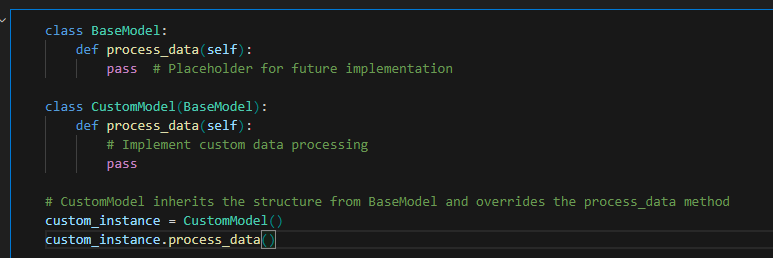 class BaseModel:
    def process_data(self):
        pass  # Placeholder for future implementation

class CustomModel(BaseModel):
    def process_data(self):
        # Implement custom data processing
        pass

# CustomModel inherits the structure from BaseModel and overrides the process_data method
custom_instance = CustomModel()
custom_instance.process_data()